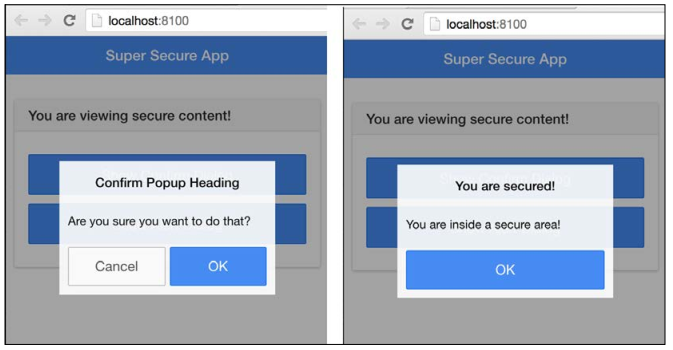 localhost:8100
Super Secure App
You are viewing secure content!
Confirm Popup Heading
Are you sure you want to do that?
Cancel
OK
localhost:8100
Super Secure App
You are viewing secure content!
You are secured!
You are inside a secure area!
OK